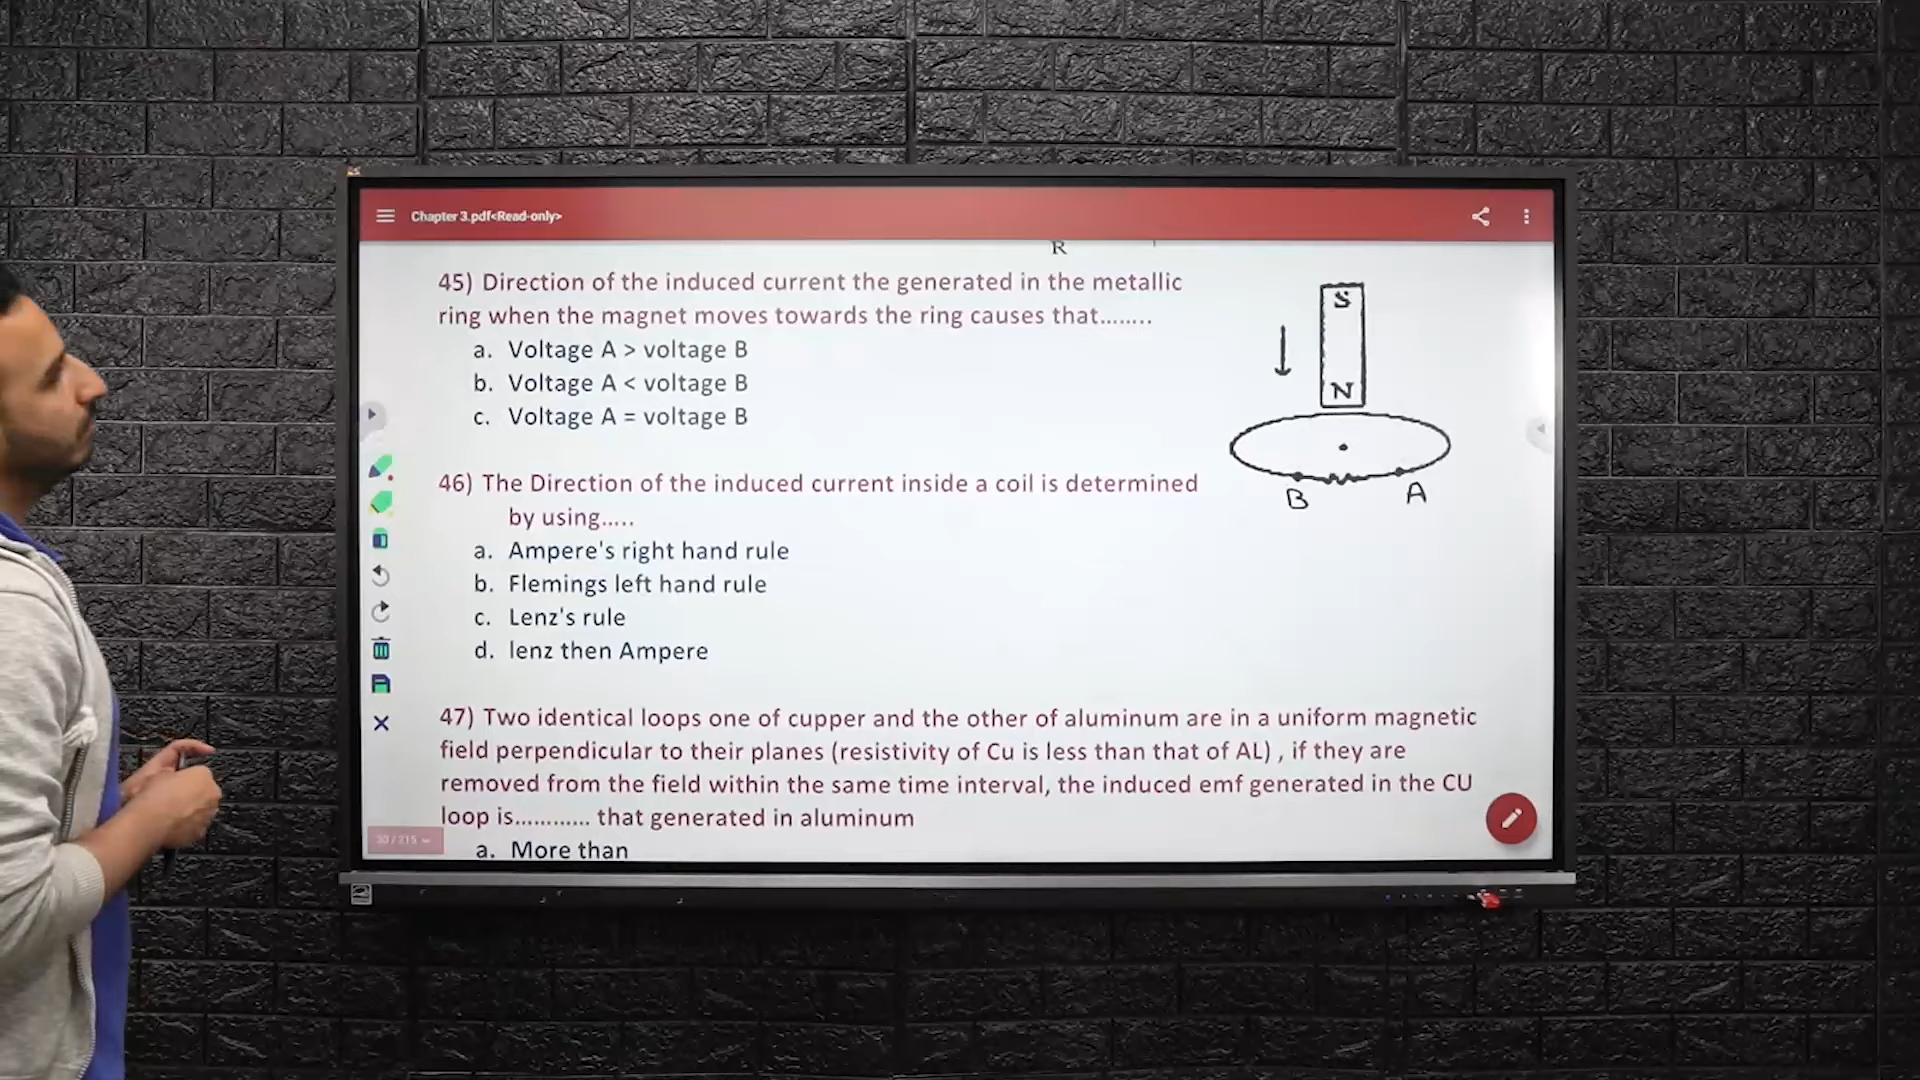 Chapter 3.pdf<Read-only>
R
45) Direction of the induced current the generated in the metallic
ring when the magnet moves towards the ring causes that........
a. Voltage A > voltage B
b. Voltage A < voltage B
c. Voltage A = voltage B
S
N
B
A
46) The Direction of the induced current inside a coil is determined
by using.....
a. Ampere's right hand rule
b. Flemings left hand rule
c. Lenz's rule
d. lenz then Ampere
47) Two identical loops one of cupper and the other of aluminum are in a uniform magnetic
field perpendicular to their planes (resistivity of Cu is less than that of AL) , if they are
removed from the field within the same time interval, the induced emf generated in the CU
loop is............ that generated in aluminum
a. More than
30 / 215